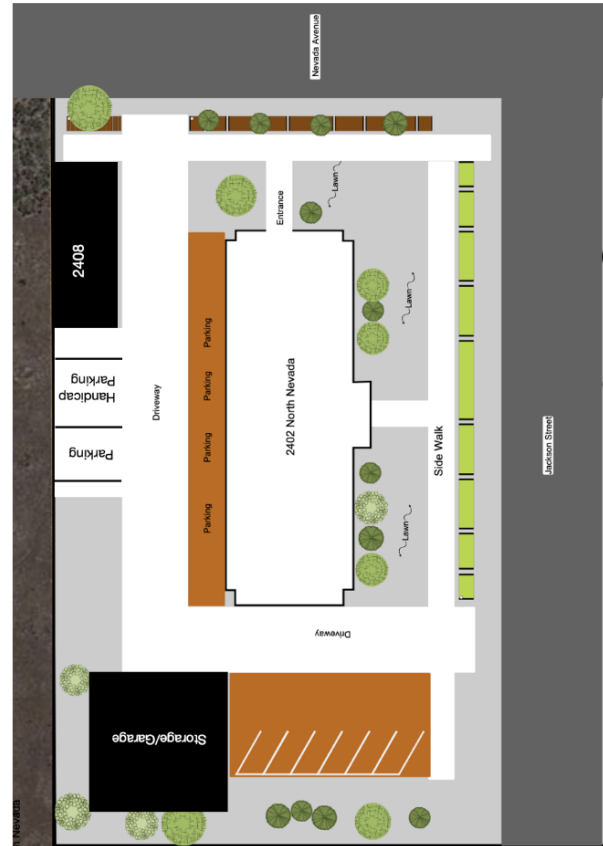 Nevada Avenue
Lawn
Entrance
2408
Lawn
Parking
Handicap
Parking
Parking
Driveway
Parking
Parking
Parking
Parking
2402 North Nevada
Side Walk
Jackson Street
Lawn
Driveway
Storage/Garage
Nevada